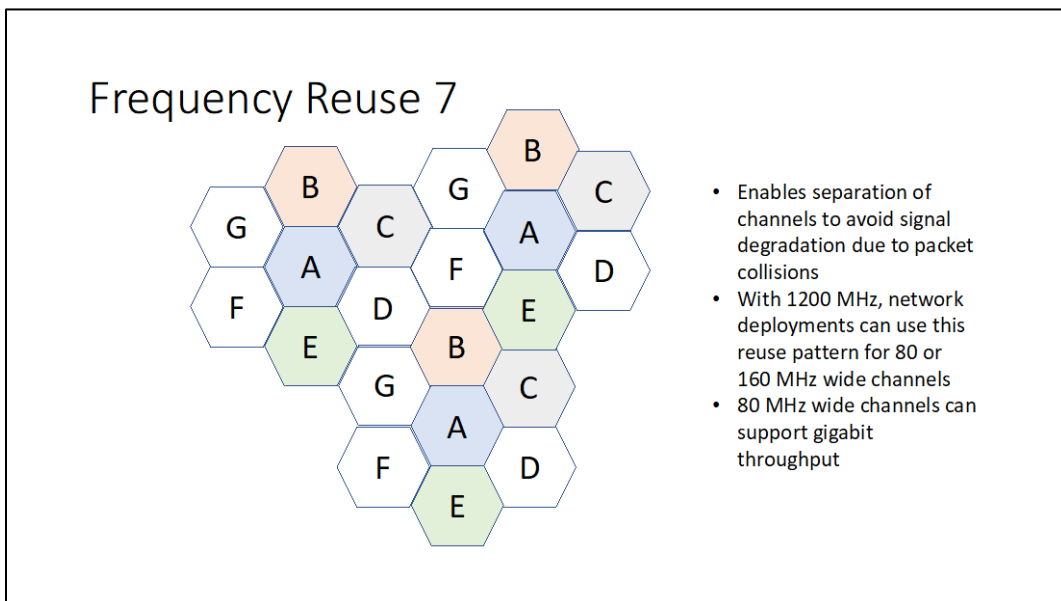 Frequency Reuse 7
B
B
G
C
C
G
C
A
A
F
D
F
D
E
E
B
G
C
A
F
D
E
• Enables separation of
channels to avoid signal
degradation due to packet
collisions
• With 1200 MHz, network
deployments can use this
reuse pattern for 80 or
160 MHz wide channels
• 80 MHz wide channels can
support gigabit
throughput